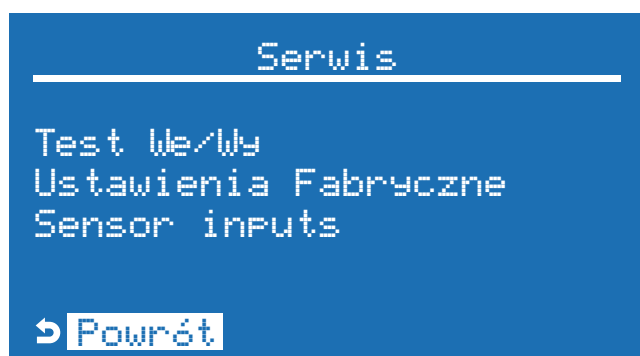 Serwis
Test We/Wy
Ustawienia Fabryczne
Sensor inputs
Powrót